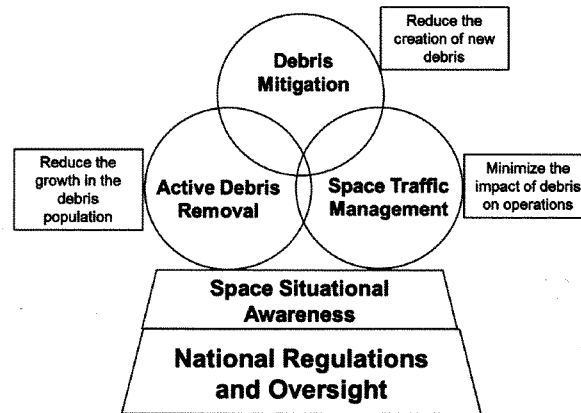 Reduce the
creation of new
debris
Debris
Mitigation
Reduce the
growth in the
debris
population
Active Debris
Removal
Space Traffic
Management
Minimize the
impact of debris
on operations
Space Situational
Awareness
National Regulations
and Oversight